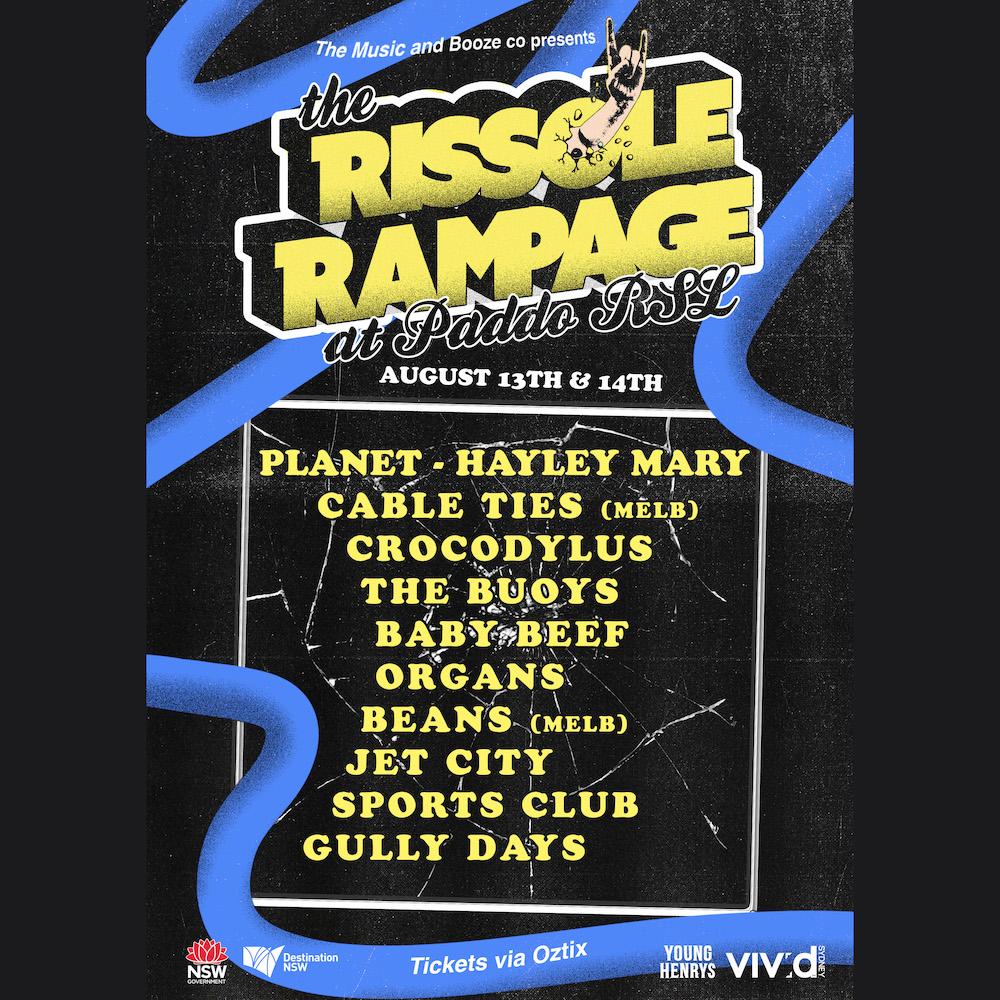 The Music and Booze co presents
the
RISSOLE
RAMPAGE
at Paddo RSL
AUGUST 13TH & 14TH
PLANET - HAYLEY MARY
CABLE TIES (MELB)
CROCODYLUS
THE BUOYS
BABY BEEF
ORGANS
BEANS (MELB)
JET CITY
SPORTS CLUB
GULLY DAYS
NSW
GOVERNMENT
Destination
NSW
Tickets via Oztix
YOUNG
HENRYS
VIVID
SYDNEY